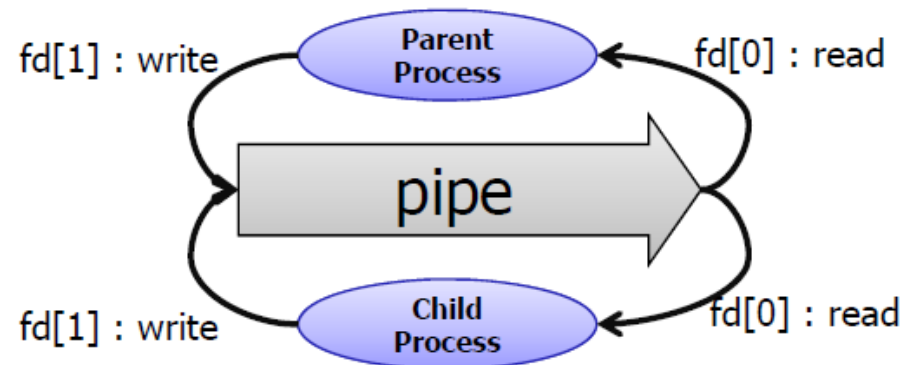 fd[1] : write
Parent
Process
fd[0] : read
pipe
fd[1] : write
Child
Process
fd[0] : read